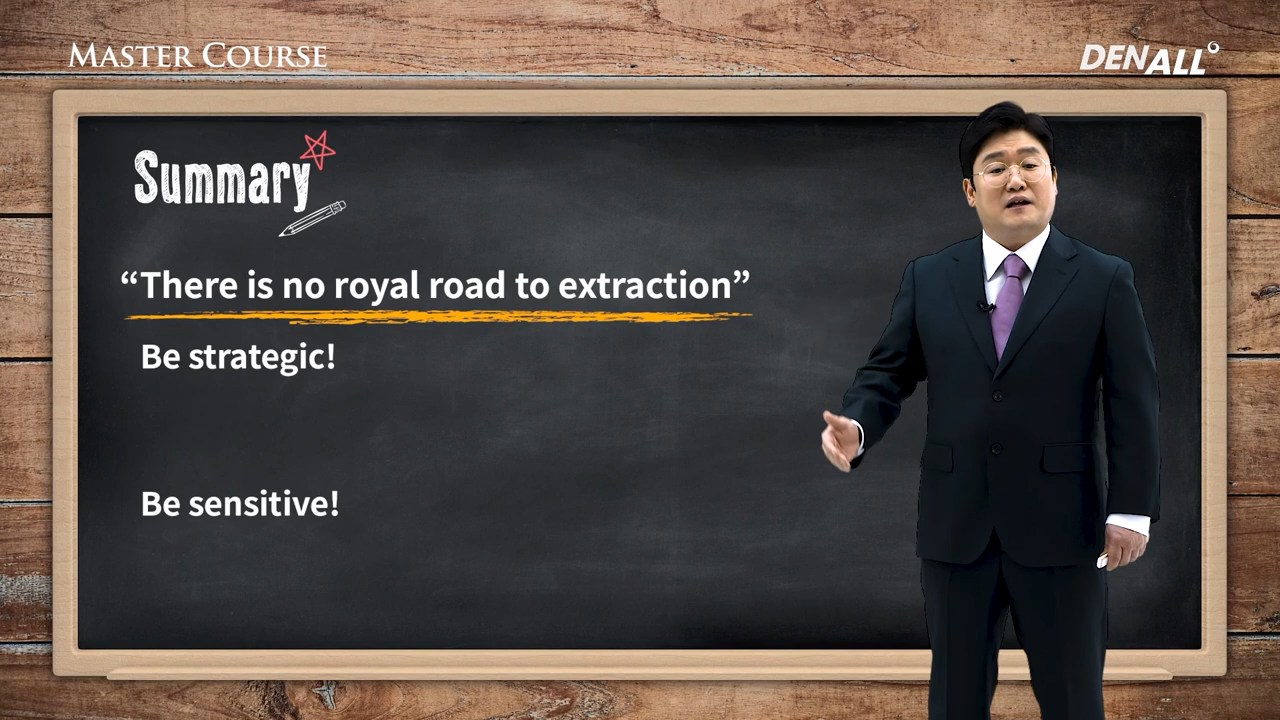 MASTER COURSE
DENALL
Summary
“There is no royal road to extraction”
Be strategic!
Be sensitive!